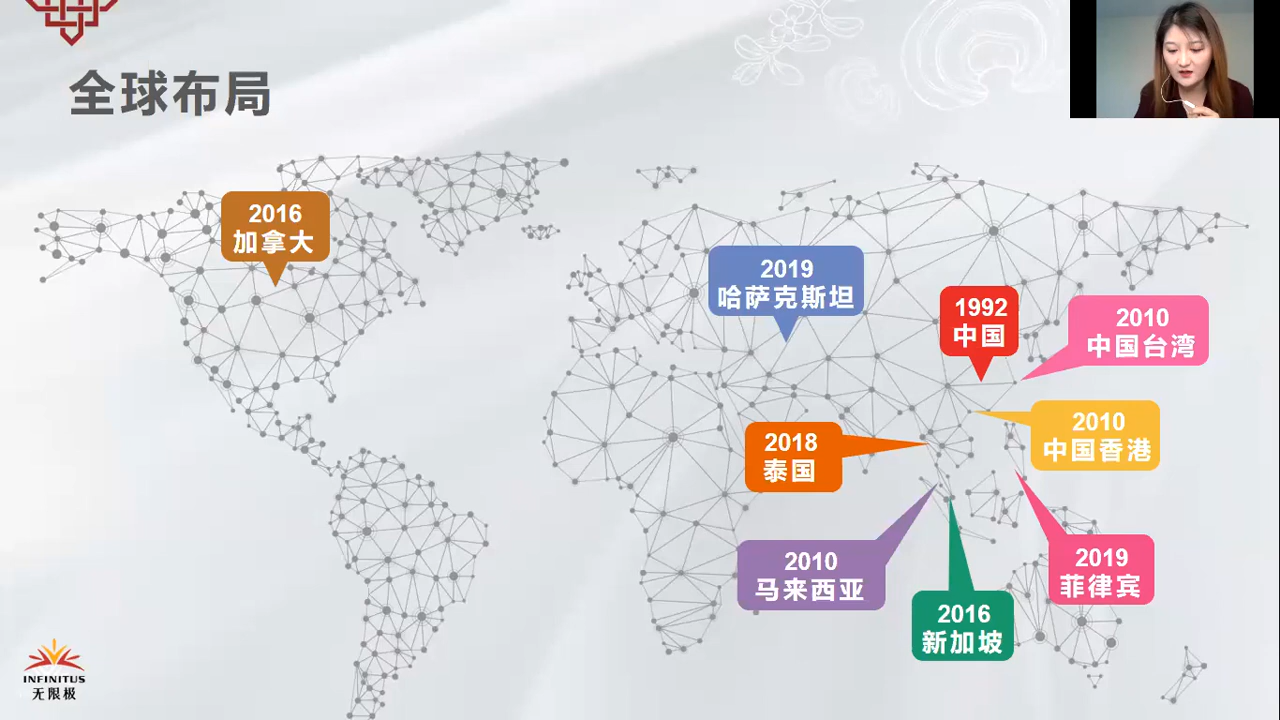 全球布局
2016
加拿大
2019
哈萨克斯坦
1992
中国
2010
中国台湾
2010
中国香港
2018
泰国
2010
马来西亚
2016
新加坡
2019
菲律宾
INFINITUS
无限极